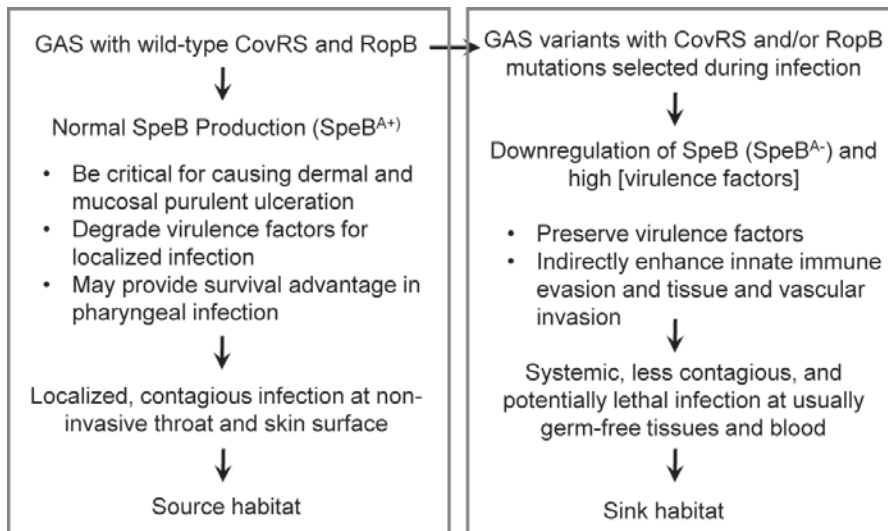 GAS with wild-type CovRS and RopB
Normal SpeB Production (SpeB^A+)
• Be critical for causing dermal and
mucosal purulent ulceration
• Degrade virulence factors for
localized infection
• May provide survival advantage in
pharyngeal infection
Localized, contagious infection at non-
invasive throat and skin surface
Source habitat
GAS variants with CovRS and/or RopB
mutations selected during infection
Downregulation of SpeB (SpeB^A-) and
high [virulence factors]
• Preserve virulence factors
• Indirectly enhance innate immune
evasion and tissue and vascular
invasion
Systemic, less contagious, and
potentially lethal infection at usually
germ-free tissues and blood
Sink habitat